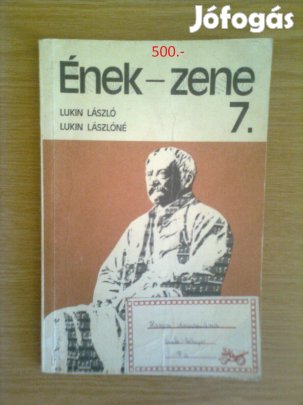 Jófogás
500.-
Ének–zene
7.
LUKIN LÁSZLÓ
LUKIN LÁSZLÓNÉ